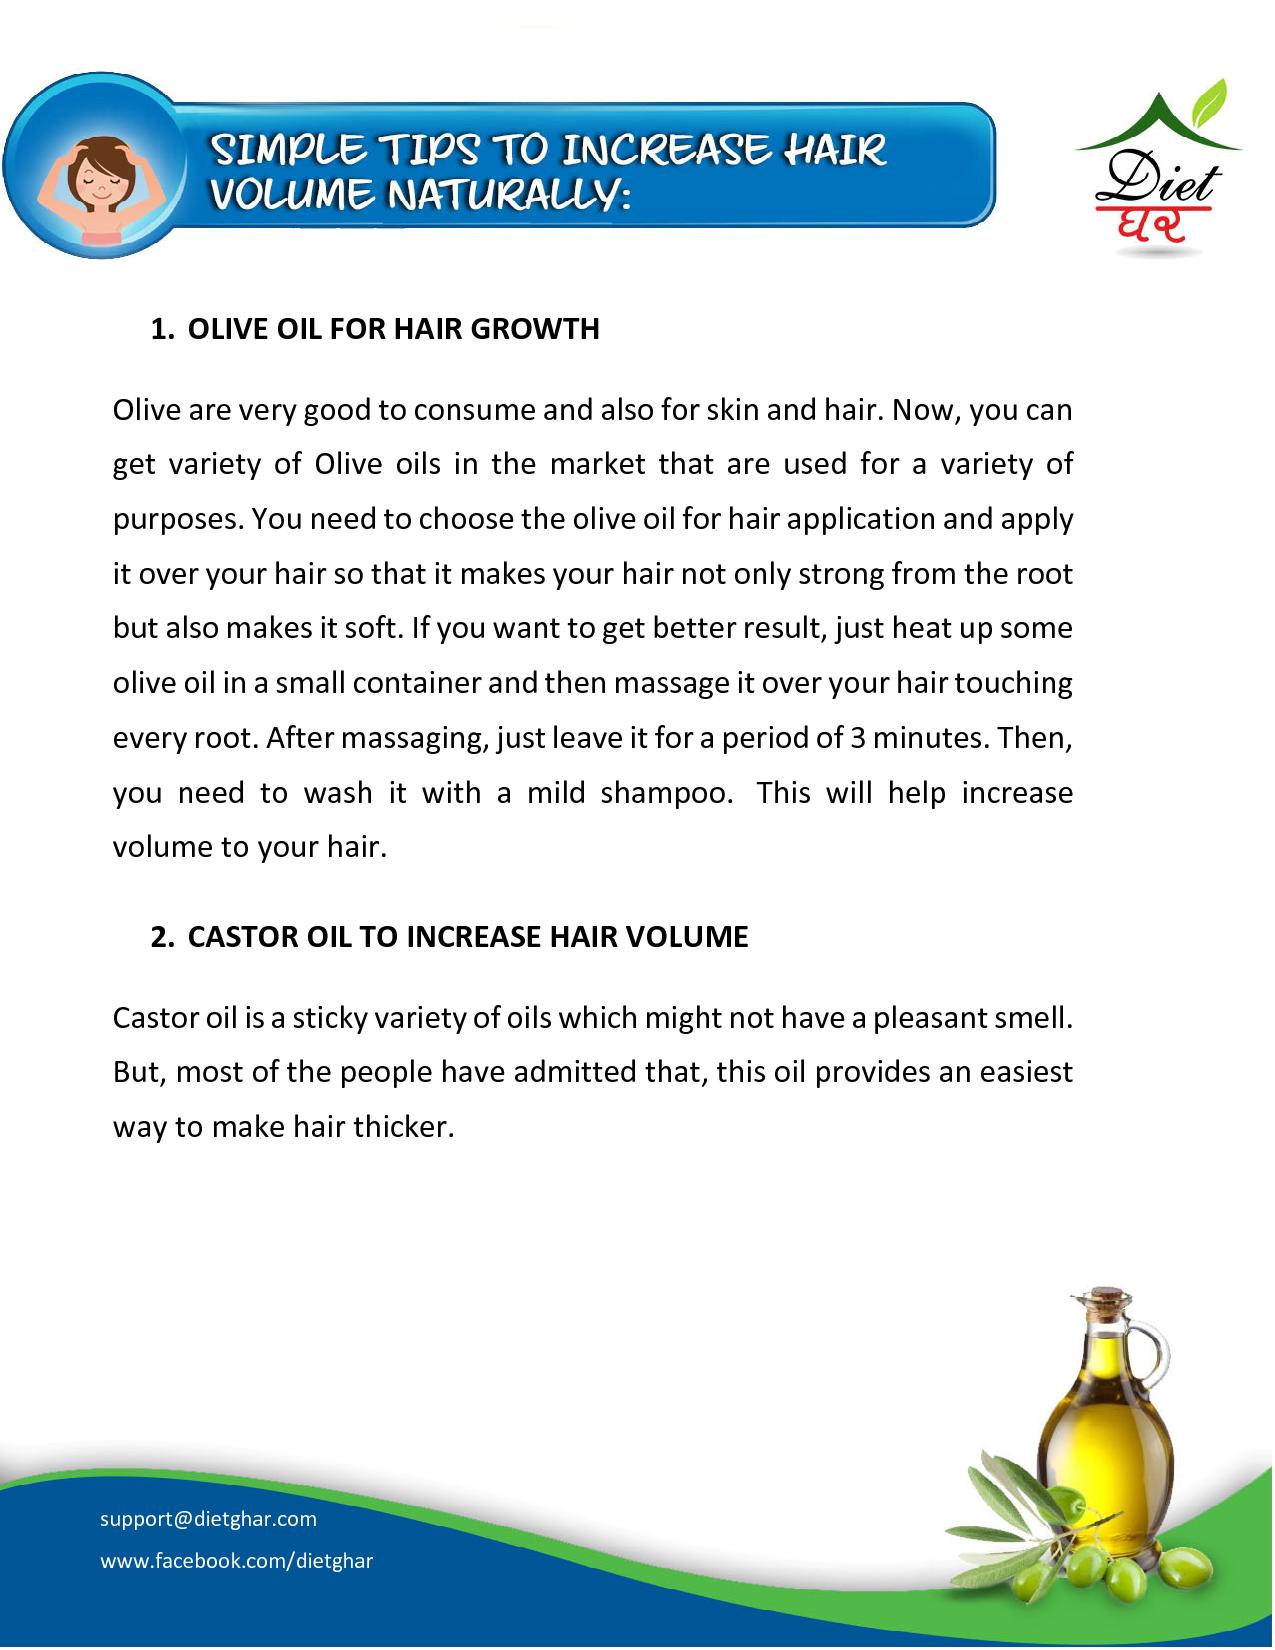 SIMPLE TIPS TO INCREASE HAIR
VOLUME NATURALLY:
Diet
ઘર
1. OLIVE OIL FOR HAIR GROWTH
Olive are very good to consume and also for skin and hair. Now, you can
get variety of Olive oils in the market that are used for a variety of
purposes. You need to choose the olive oil for hair application and apply
it over your hair so that it makes your hair not only strong from the root
but also makes it soft. If you want to get better result, just heat up some
olive oil in a small container and then massage it over your hair touching
every root. After massaging, just leave it for a period of 3 minutes. Then,
you need to wash it with a mild shampoo. This will help increase
volume to your hair.
2. CASTOR OIL TO INCREASE HAIR VOLUME
Castor oil is a sticky variety of oils which might not have a pleasant smell.
But, most of the people have admitted that, this oil provides an easiest
way to make hair thicker.
support@dietghar.com
www.facebook.com/dietghar